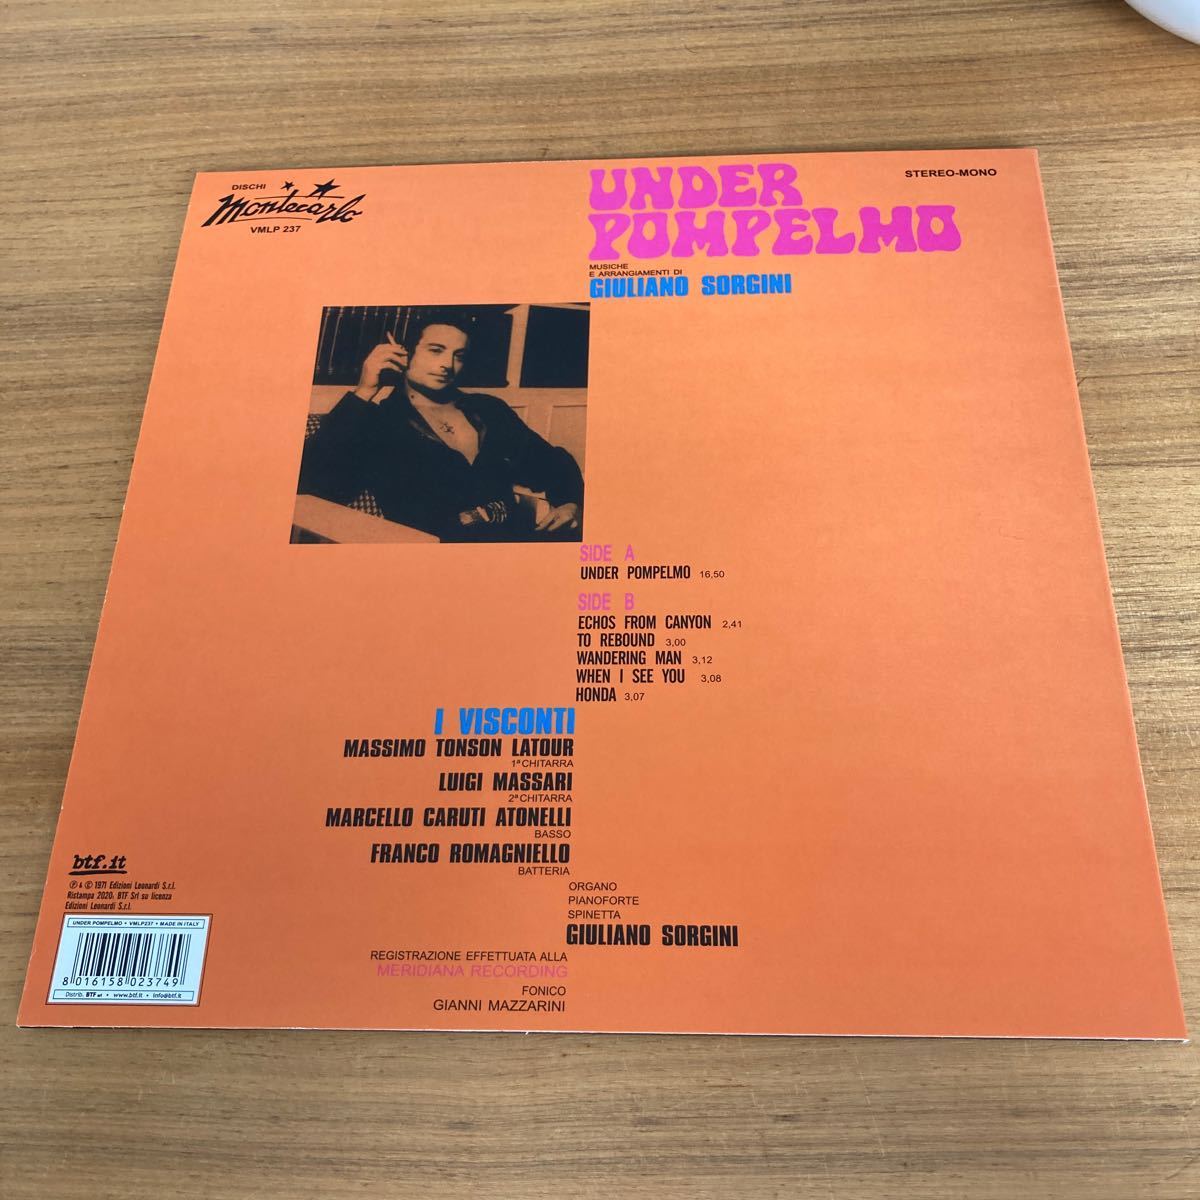 DISCHI
Montecarlo
VMLP 237
UNDER
POMPELMO
STEREO-MONO
MUSICHE
E ARRANGIAMENTI DI
GIULIANO SORGINI
SIDE A
UNDER POMPELMO 16,50
SIDE B
ECHOS FROM CANYON 2,41
TO REBOUND 3,00
WANDERING MAN 3,12
WHEN I SEE YOU 3,08
HONDA 3,07
I VISCONTI
MASSIMO TONSON LATOUR
1ª CHITARRA
LUIGI MASSARI
2ª CHITARRA
MARCELLO CARUTI ATONELLI
BASSO
FRANCO ROMAGNIELLO
BATTERIA
ORGANO
PIANOFORTE
SPINETTA
GIULIANO SORGINI
REGISTRAZIONE EFFETTUATA ALLA
MERIDIANA RECORDING
FONICO
GIANNI MAZZARINI
btf.it
℗ & © 1971 Edizioni Leonardi S.r.l.
Ristampa 2020: BTF Srl su licenza
Edizioni Leonardi S.r.l.
UNDER POMPELMO • VMLP237 • MADE IN ITALY
8 016158 023749
Distrib. BTF srl • www.btf.it • info@btf.it